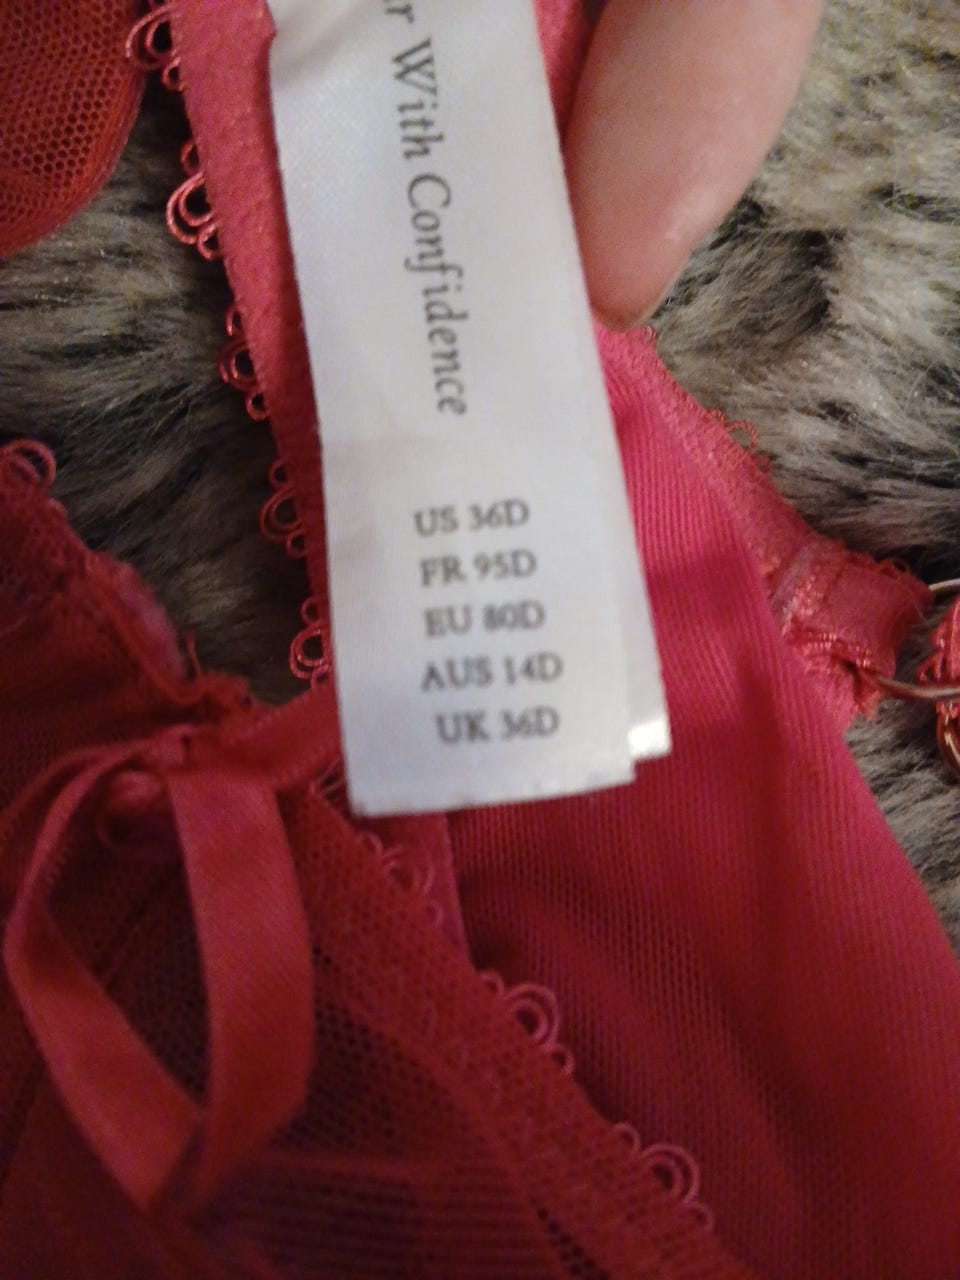 With Confidence
US 36D
FR 95D
EU 80D
AUS 14D
UK 36D